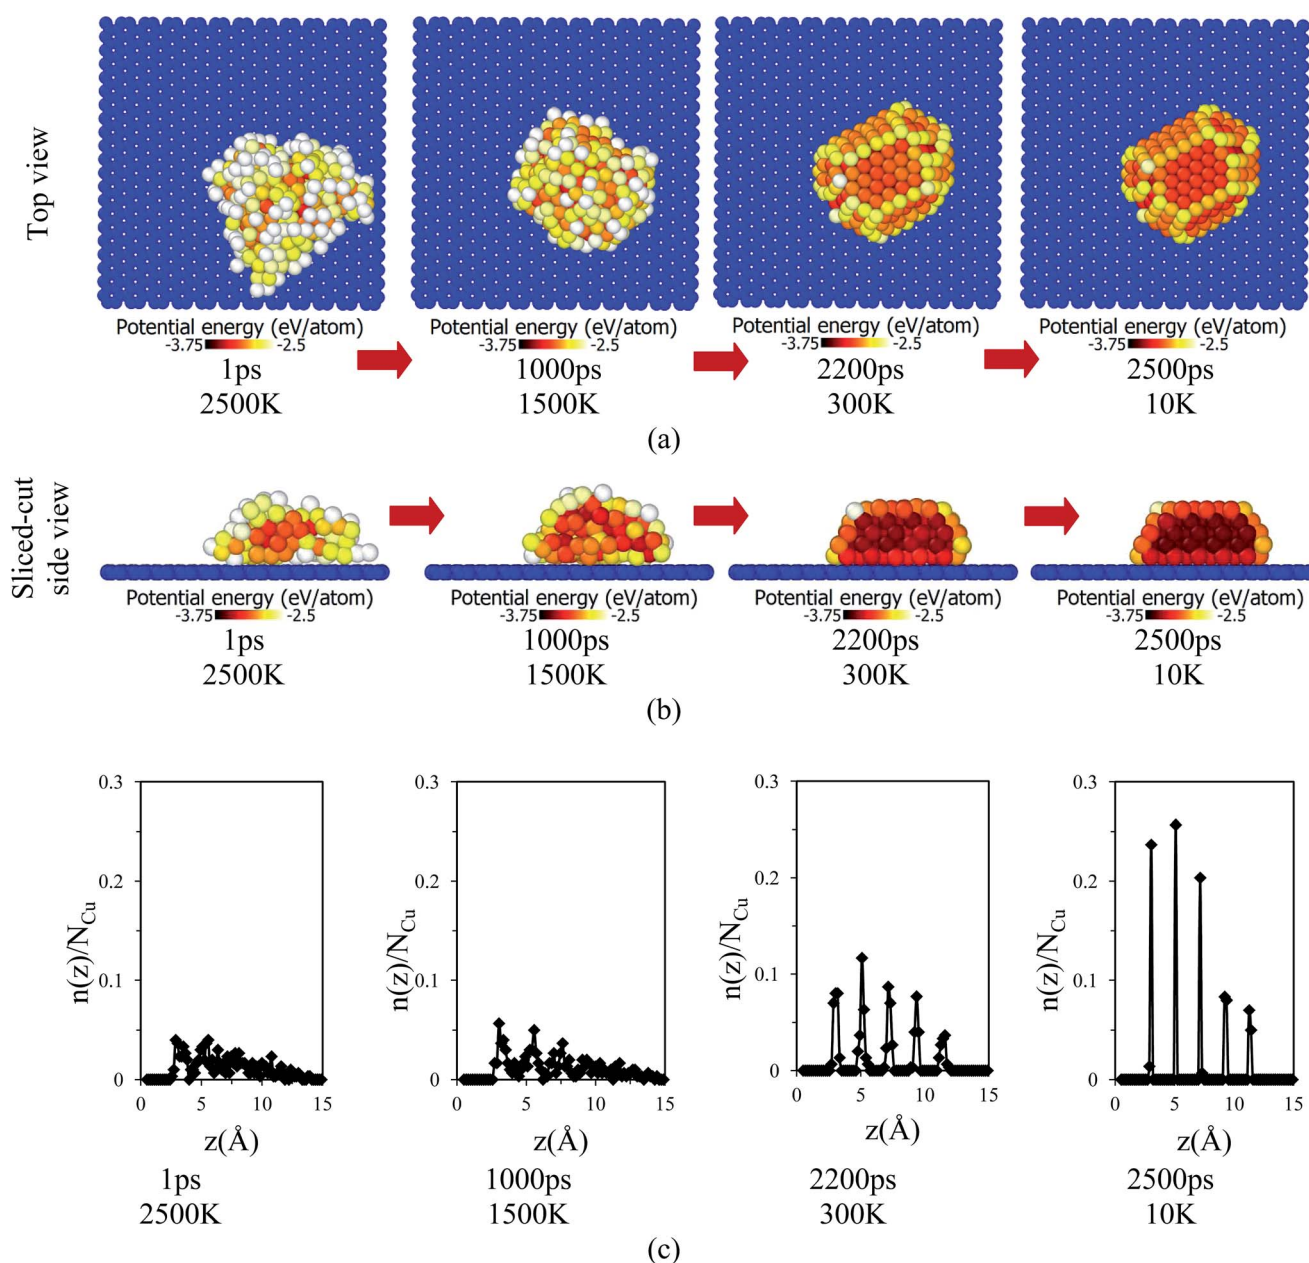 Top view
Potential energy (eV/atom) Potential energy (eV/atom) Potential energy (eV/atom) Potential energy (eV/atom)
-3.75 -2.5 -3.75 -2.5 -3.75 -2.5 -3.75 -2.5
1ps 1000ps 2200ps 2500ps
2500K 1500K 300K 10K
(a)
Sliced-cut
side view
Potential energy (eV/atom) Potential energy (eV/atom) Potential energy (eV/atom) Potential energy (eV/atom)
-3.75 -2.5 -3.75 -2.5 -3.75 -2.5 -3.75 -2.5
1ps 1000ps 2200ps 2500ps
2500K 1500K 300K 10K
(b)
0.3 0.3 0.3 0.3
0.2 0.2 0.2 0.2
n(z)/N_Cu n(z)/N_Cu n(z)/N_Cu n(z)/N_Cu
0.1 0.1 0.1 0.1
0 0 0 0
0 5 10 15 0 5 10 15 0 5 10 15 0 5 10 15
z(Å) z(Å) z(Å) z(Å)
1ps 1000ps 2200ps 2500ps
2500K 1500K 300K 10K
(c)